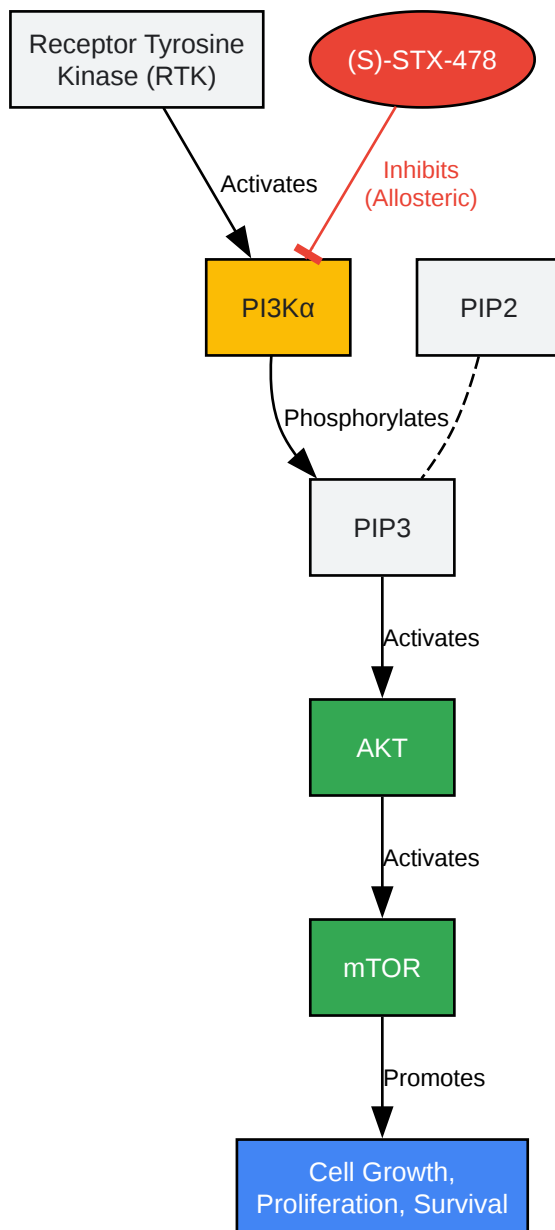 Receptor Tyrosine
Kinase (RTK)
(S)-STX-478
Activates
Inhibits
(Allosteric)
PI3Kα
PIP2
Phosphorylates
PIP3
Activates
AKT
Activates
mTOR
Promotes
Cell Growth,
Proliferation, Survival